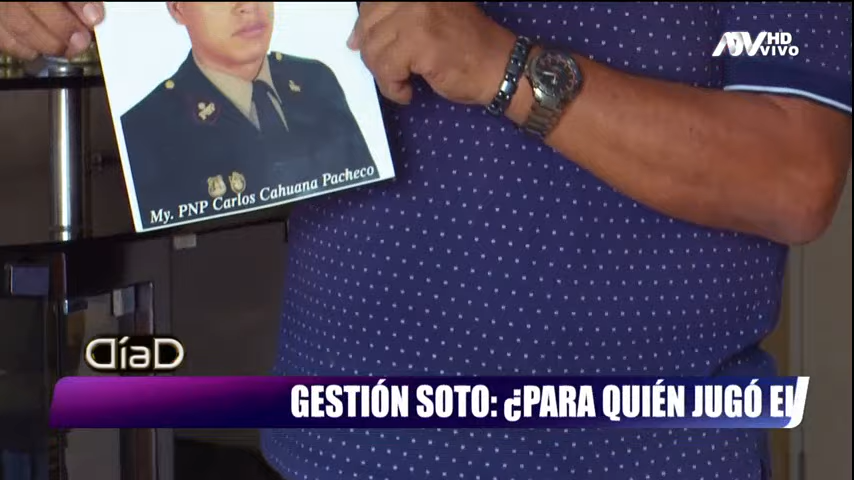 ATV HD
VIVO
My. PNP Carlos Cahuana Pacheco
DíaD
GESTIÓN SOTO: ¿PARA QUIÉN JUGÓ EL